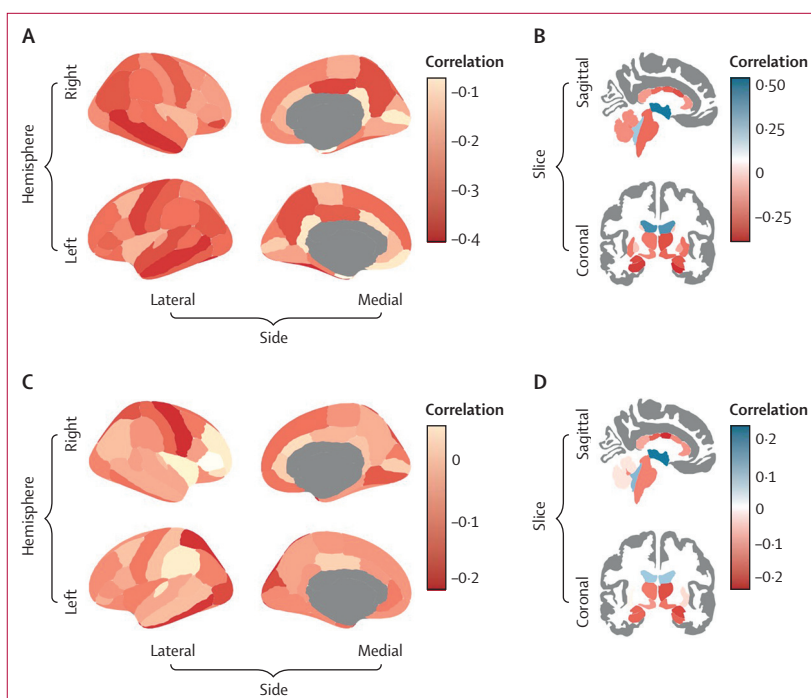 A
Hemisphere
Right
Left
Lateral
Medial
Side
Correlation
–0·1
–0·2
–0·3
–0·4
B
Slice
Sagittal
Coronal
Correlation
0·50
0·25
0
–0·25
C
Hemisphere
Right
Left
Lateral
Medial
Side
Correlation
0
–0·1
–0·2
D
Slice
Sagittal
Coronal
Correlation
0·2
0·1
0
–0·1
–0·2